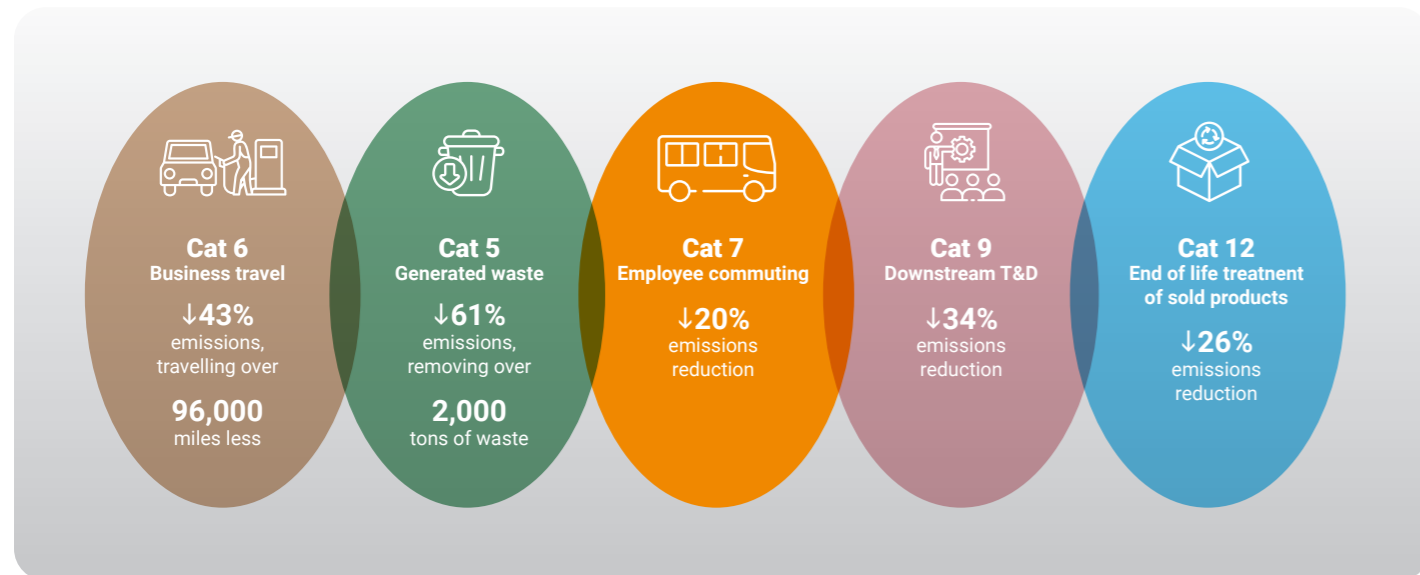 Cat 6
Business travel
↓43%
emissions,
travelling over
96,000
miles less
Cat 5
Generated waste
↓61%
emissions,
removing over
2,000
tons of waste
Cat 7
Employee commuting
↓20%
emissions
reduction
Cat 9
Downstream T&D
↓34%
emissions
reduction
Cat 12
End of life treatnent
of sold products
↓26%
emissions
reduction